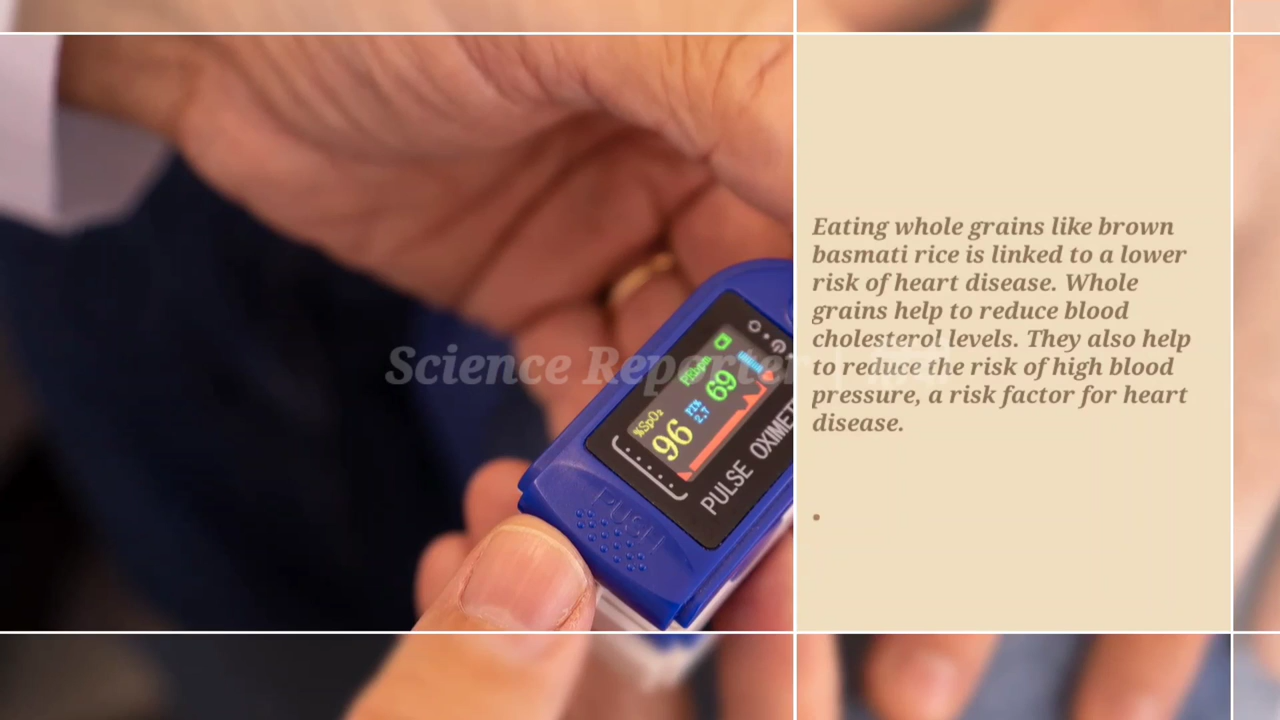 Eating whole grains like brown
basmati rice is linked to a lower
risk of heart disease. Whole
grains help to reduce blood
cholesterol levels. They also help
to reduce the risk of high blood
pressure, a risk factor for heart
disease.
•
Science Reporter |
%SpO₂
96
PI%
2.7
PRbpm
69
PULSE OXIMET
PUSH